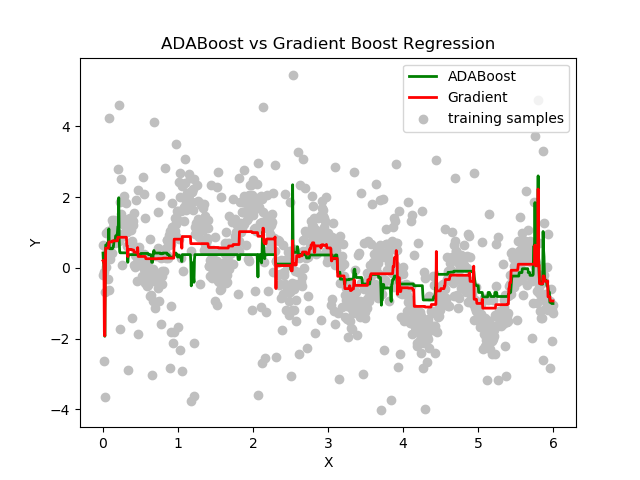 ADABoost vs Gradient Boost Regression
ADABoost
Gradient
training samples
4
2
0
−2
−4
Y
0 1 2 3 4 5 6
X